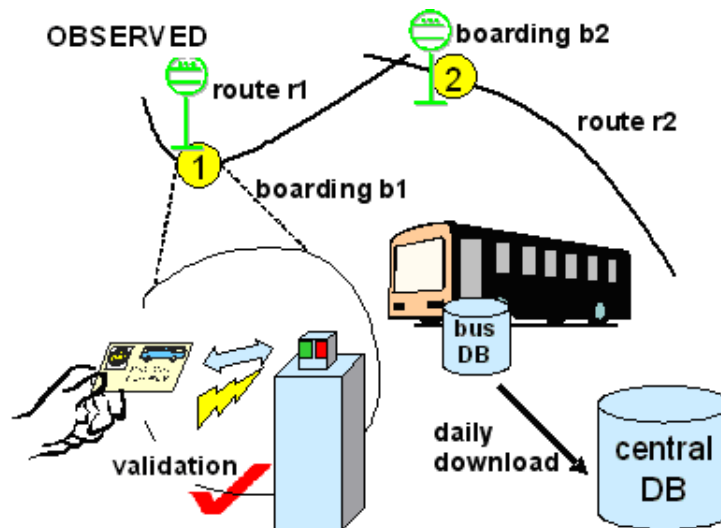 OBSERVED
boarding b2
route r1
2
route r2
1
boarding b1
bus
DB
validation
daily
download
central
DB